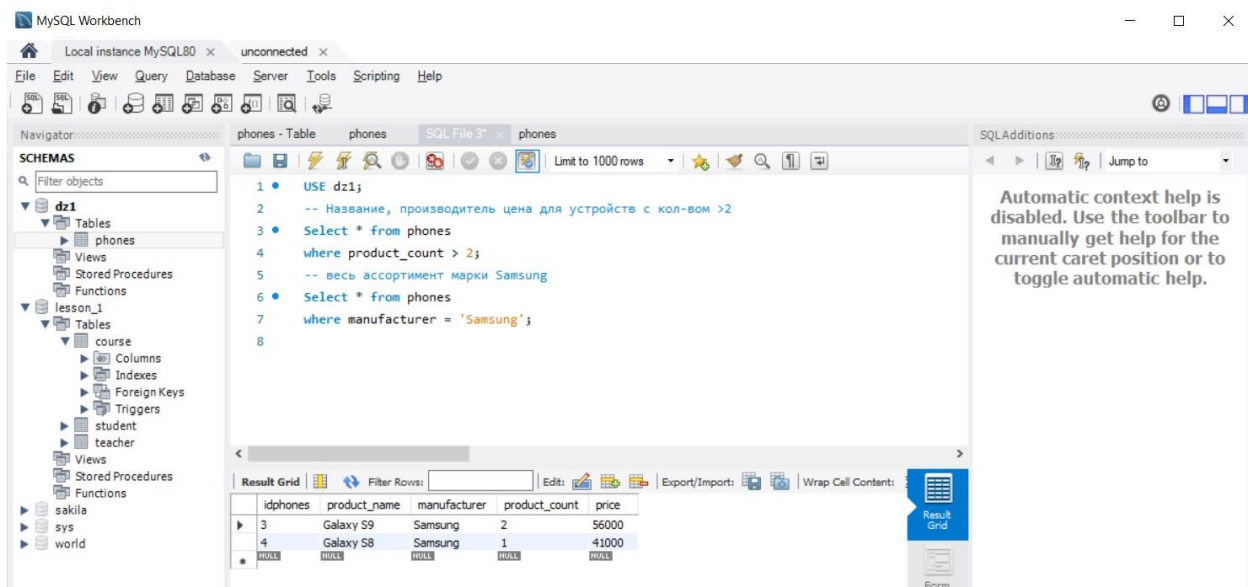 MySQL Workbench
Local instance MySQL80 unconnected
File Edit View Query Database Server Tools Scripting Help
Navigator
SCHEMAS
Filter objects
dz1
Tables
phones
Views
Stored Procedures
Functions
lesson_1
Tables
course
Columns
Indexes
Foreign Keys
Triggers
student
teacher
Views
Stored Procedures
Functions
sakila
sys
world
phones - Table phones SQL File 3* phones
Limit to 1000 rows
1 USE dz1;
2 -- Название, производитель цена для устройств с кол-вом >2
3 Select * from phones
4 where product_count > 2;
5 -- весь ассортимент марки Samsung
6 Select * from phones
7 where manufacturer = 'Samsung';
8
Result Grid Filter Rows: Edit: Export/Import: Wrap Cell Content:
idphones product_name manufacturer product_count price
3 Galaxy S9 Samsung 2 56000
4 Galaxy S8 Samsung 1 41000
NULL NULL NULL NULL NULL
Result
Grid
Form
SQLAdditions
Jump to
Automatic context help is
disabled. Use the toolbar to
manually get help for the
current caret position or to
toggle automatic help.